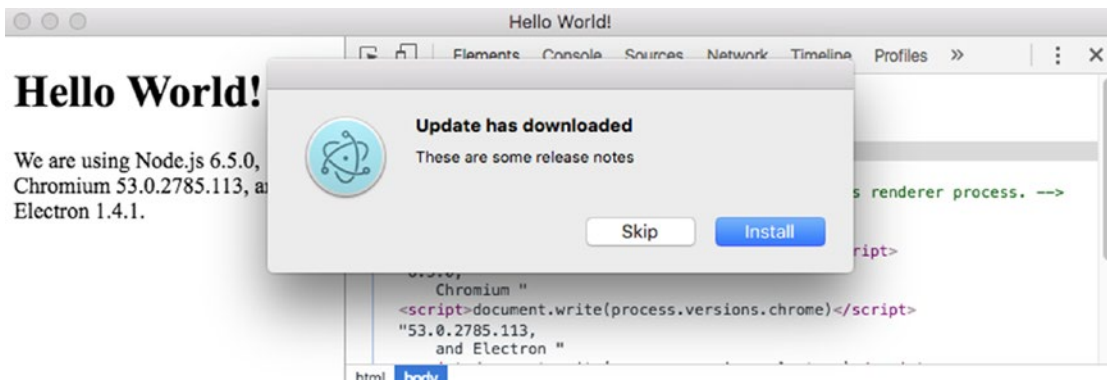 Hello World!
Elements Console Sources Network Timeline Profiles »
Hello World!
We are using Node.js 6.5.0,
Chromium 53.0.2785.113,
Electron 1.4.1.
Update has downloaded
These are some release notes
Skip Install
s renderer process. -->
ript>
Chromium "
<script>document.write(process.versions.chrome)</script>
"53.0.2785.113,
and Electron "
html body